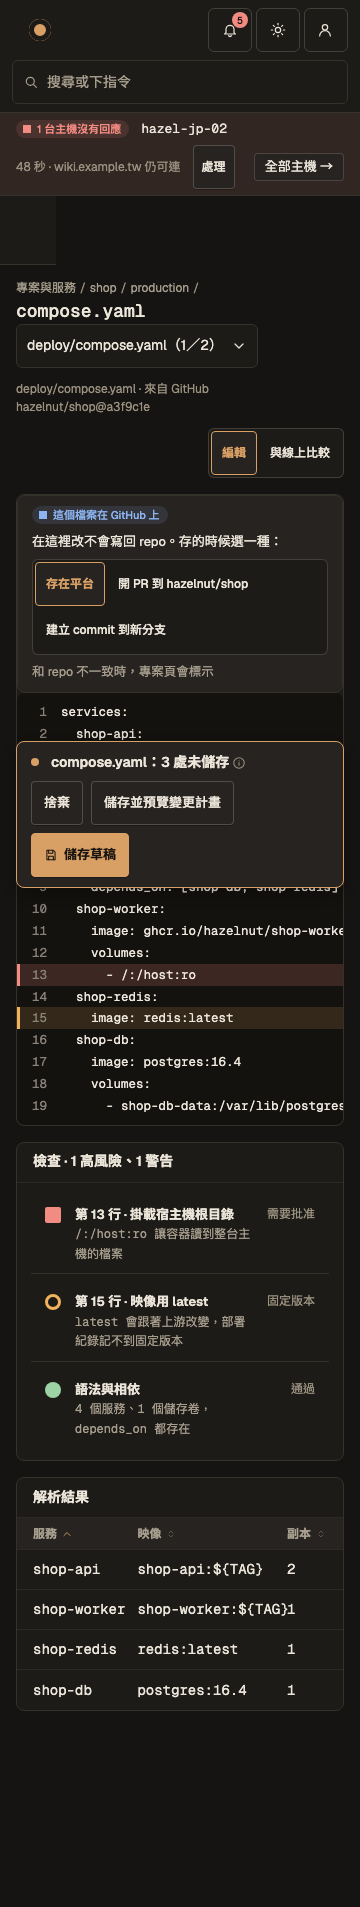 5
搜尋或下指令
1 台主機沒有回應 hazel-jp-02
48 秒 · wiki.example.tw 仍可連 處理 全部主機 →
專案與服務 / shop / production /
compose.yaml
deploy/compose.yaml（1／2）
deploy/compose.yaml · 來自 GitHub
hazelnut/shop@a3f9c1e
編輯 與線上比較
這個檔案在 GitHub 上
在這裡改不會寫回 repo。存的時候選一種：
存在平台 開 PR 到 hazelnut/shop
建立 commit 到新分支
和 repo 不一致時，專案頁會標示
1 services:
2 shop-api:
compose.yaml：3 處未儲存
捨棄 儲存並預覽變更計畫
儲存草稿
9 depends_on: [shop-db, shop-redis]
10 shop-worker:
11 image: ghcr.io/hazelnut/shop-worke
12 volumes:
13 - /:/host:ro
14 shop-redis:
15 image: redis:latest
16 shop-db:
17 image: postgres:16.4
18 volumes:
19 - shop-db-data:/var/lib/postgres
檢查 · 1 高風險、1 警告
第 13 行 · 掛載宿主機根目錄 需要批准
/:/host:ro 讓容器讀到整台主
機的檔案
第 15 行 · 映像用 latest 固定版本
latest 會跟著上游改變，部署
紀錄記不到固定版本
語法與相依 通過
4 個服務、1 個儲存卷，
depends_on 都存在
解析結果
服務 映像 副本
shop-api shop-api:${TAG} 2
shop-worker shop-worker:${TAG} 1
shop-redis redis:latest 1
shop-db postgres:16.4 1